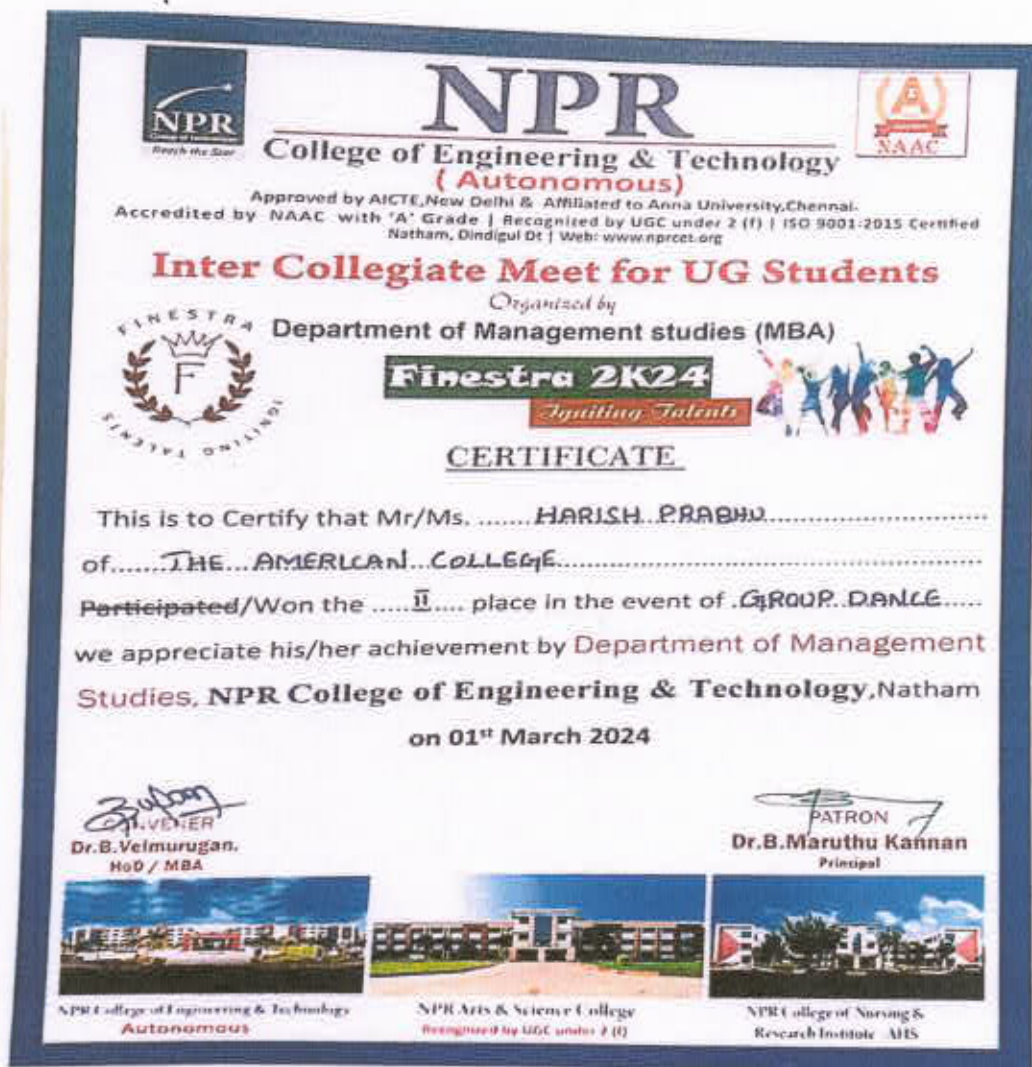 NPR
College of Engineering & Technology
Reach the Star
NPR
College of Engineering & Technology
( Autonomous)
A
NAAC
Approved by AICTE,New Delhi & Affiliated to Anna University,Chennai.
Accredited by NAAC with 'A' Grade | Recognized by UGC under 2 (f) | ISO 9001:2015 Certified
Natham, Dindigul Dt | Web: www.nprcet.org
Inter Collegiate Meet for UG Students
Organized by
Department of Management studies (MBA)
FINESTRA
F
IGNITING TALENTS
Finestra 2K24
Igniting Talents
CERTIFICATE
This is to Certify that Mr/Ms. .......HARISH PRABHU.......
of.......THE AMERICAN COLLEGE.......
Participated/Won the .....II.... place in the event of .GROUP DANCE.....
we appreciate his/her achievement by Department of Management
Studies, NPR College of Engineering & Technology,Natham
on 01st March 2024
CONVENER
Dr.B.Velmurugan.
HoD / MBA
PATRON
Dr.B.Maruthu Kannan
Principal
NPR College of Engineering & Technology
Autonomous
NPR Arts & Science College
Recognized by UGC under 2 (f)
NPR College of Nursing &
Research Institute AHS